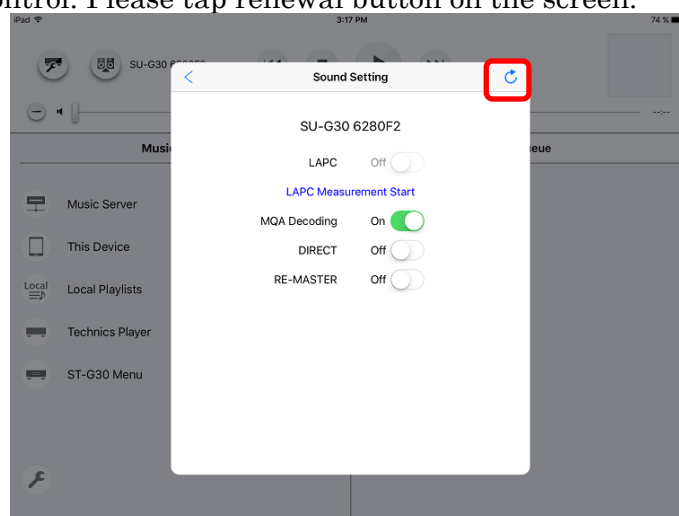 ontrol. Please tap renewal button on the screen.
iPad 3:17 PM 74 %
SU-G30
Sound Setting
--:--
SU-G30 6280F2
Musi
eue
LAPC Off
LAPC Measurement Start
Music Server
MQA Decoding On
This Device
DIRECT Off
Local
Local Playlists
RE-MASTER Off
Technics Player
ST-G30 Menu